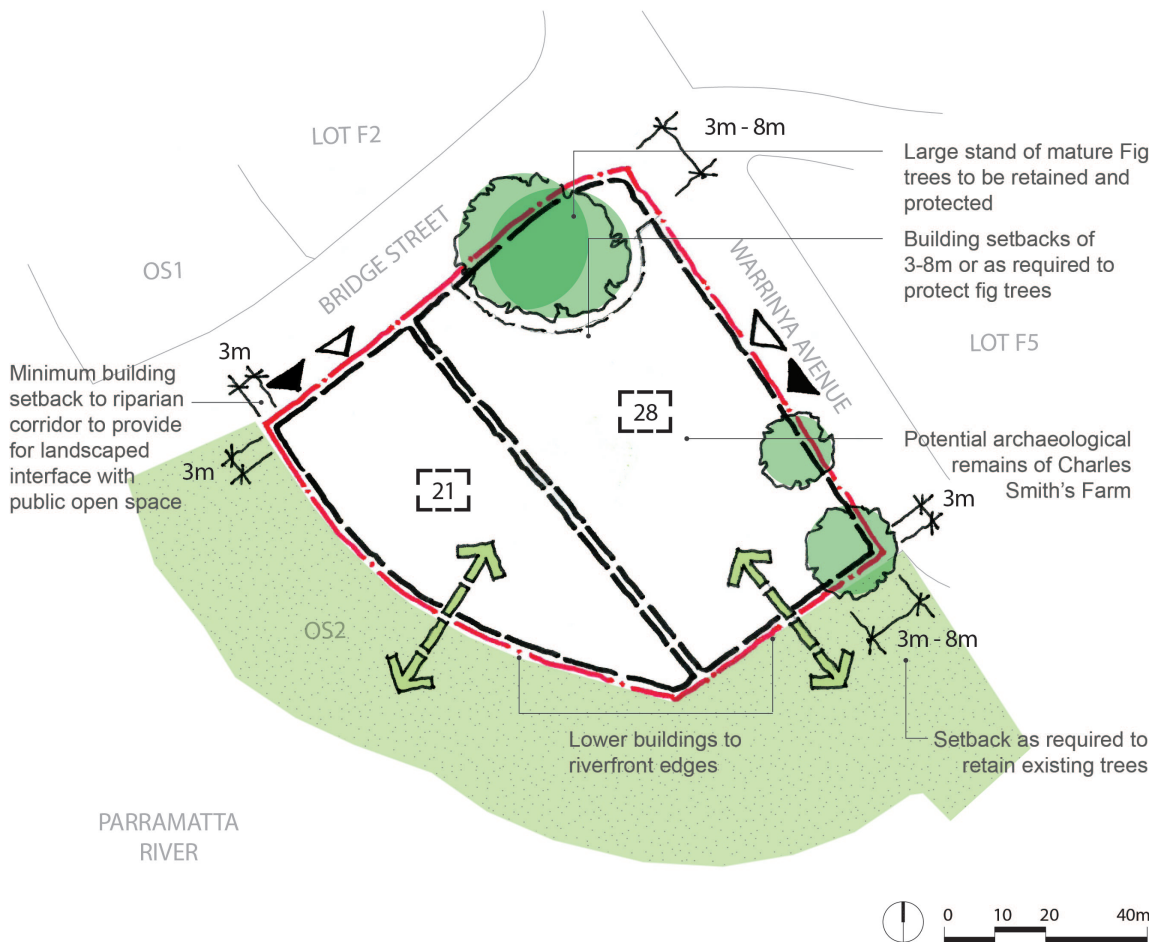 LOT F2
3m - 8m
Large stand of mature Fig
trees to be retained and
protected
Building setbacks of
3-8m or as required to
protect fig trees
OS1
BRIDGE STREET
WARRINYA AVENUE
LOT F5
3m
Minimum building
setback to riparian
corridor to provide
for landscaped
interface with
public open space
3m
28
21
Potential archaeological
remains of Charles
Smith's Farm
3m
OS2
3m - 8m
Lower buildings to
riverfront edges
Setback as required to
retain existing trees
PARRAMATTA
RIVER
0 10 20 40m